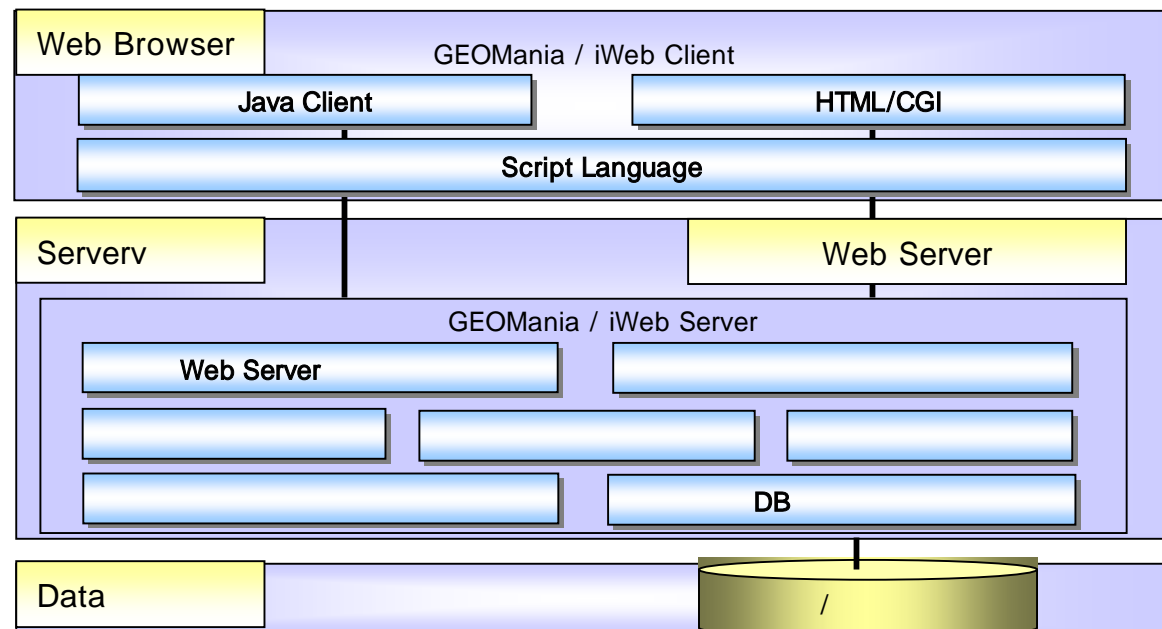 Web Browser
GEOMania / iWeb Client
Java Client
HTML/CGI
Script Language
Serverv
Web Server
GEOMania / iWeb Server
Web Server
DB
Data
/